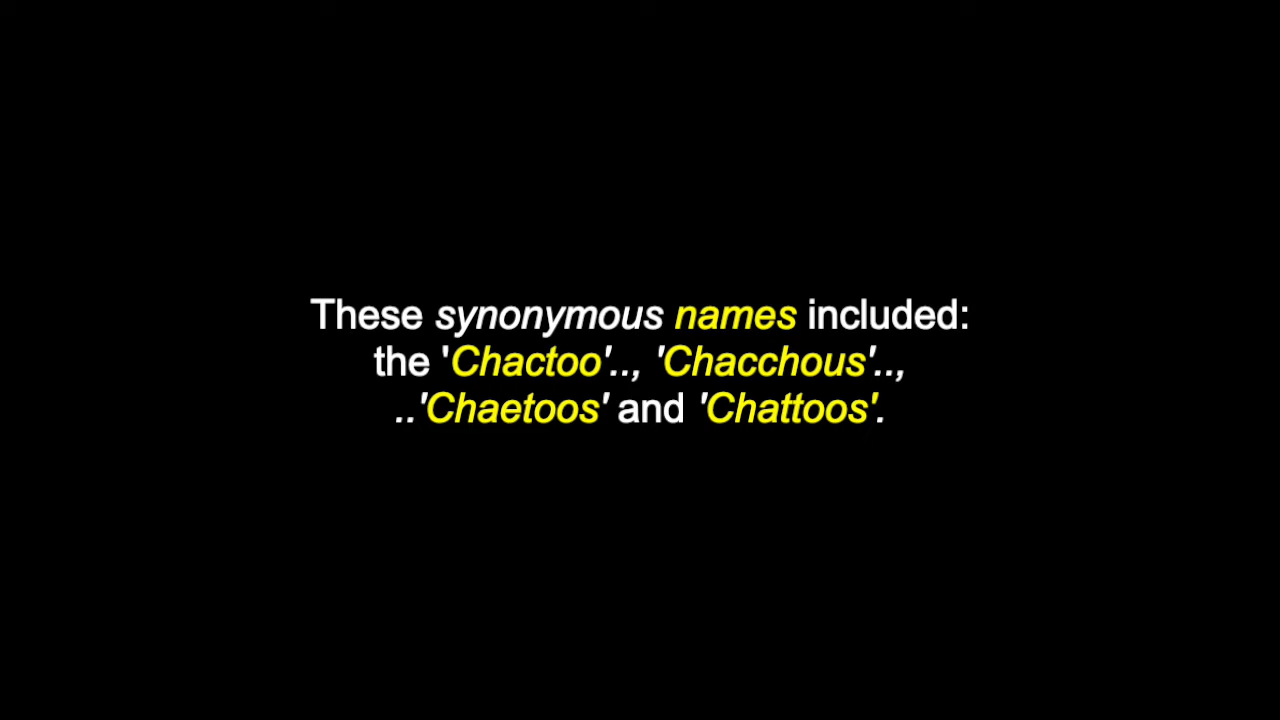 These synonymous names included:
the 'Chactoo'.., 'Chacchous'..,
..'Chaetoos' and 'Chattoos'.